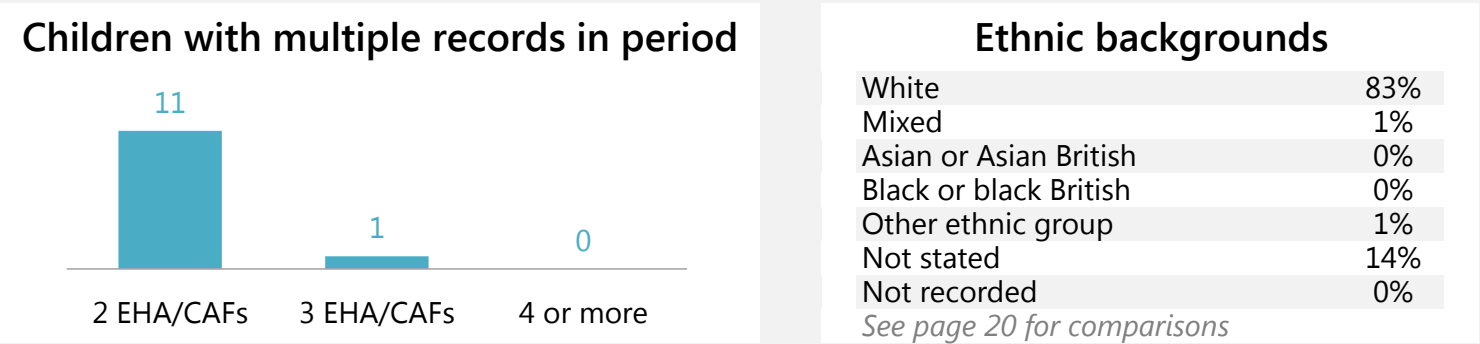 Children with multiple records in period
11
1
0
2 EHA/CAFs 3 EHA/CAFs 4 or more
Ethnic backgrounds
White 83%
Mixed 1%
Asian or Asian British 0%
Black or black British 0%
Other ethnic group 1%
Not stated 14%
Not recorded 0%
See page 20 for comparisons